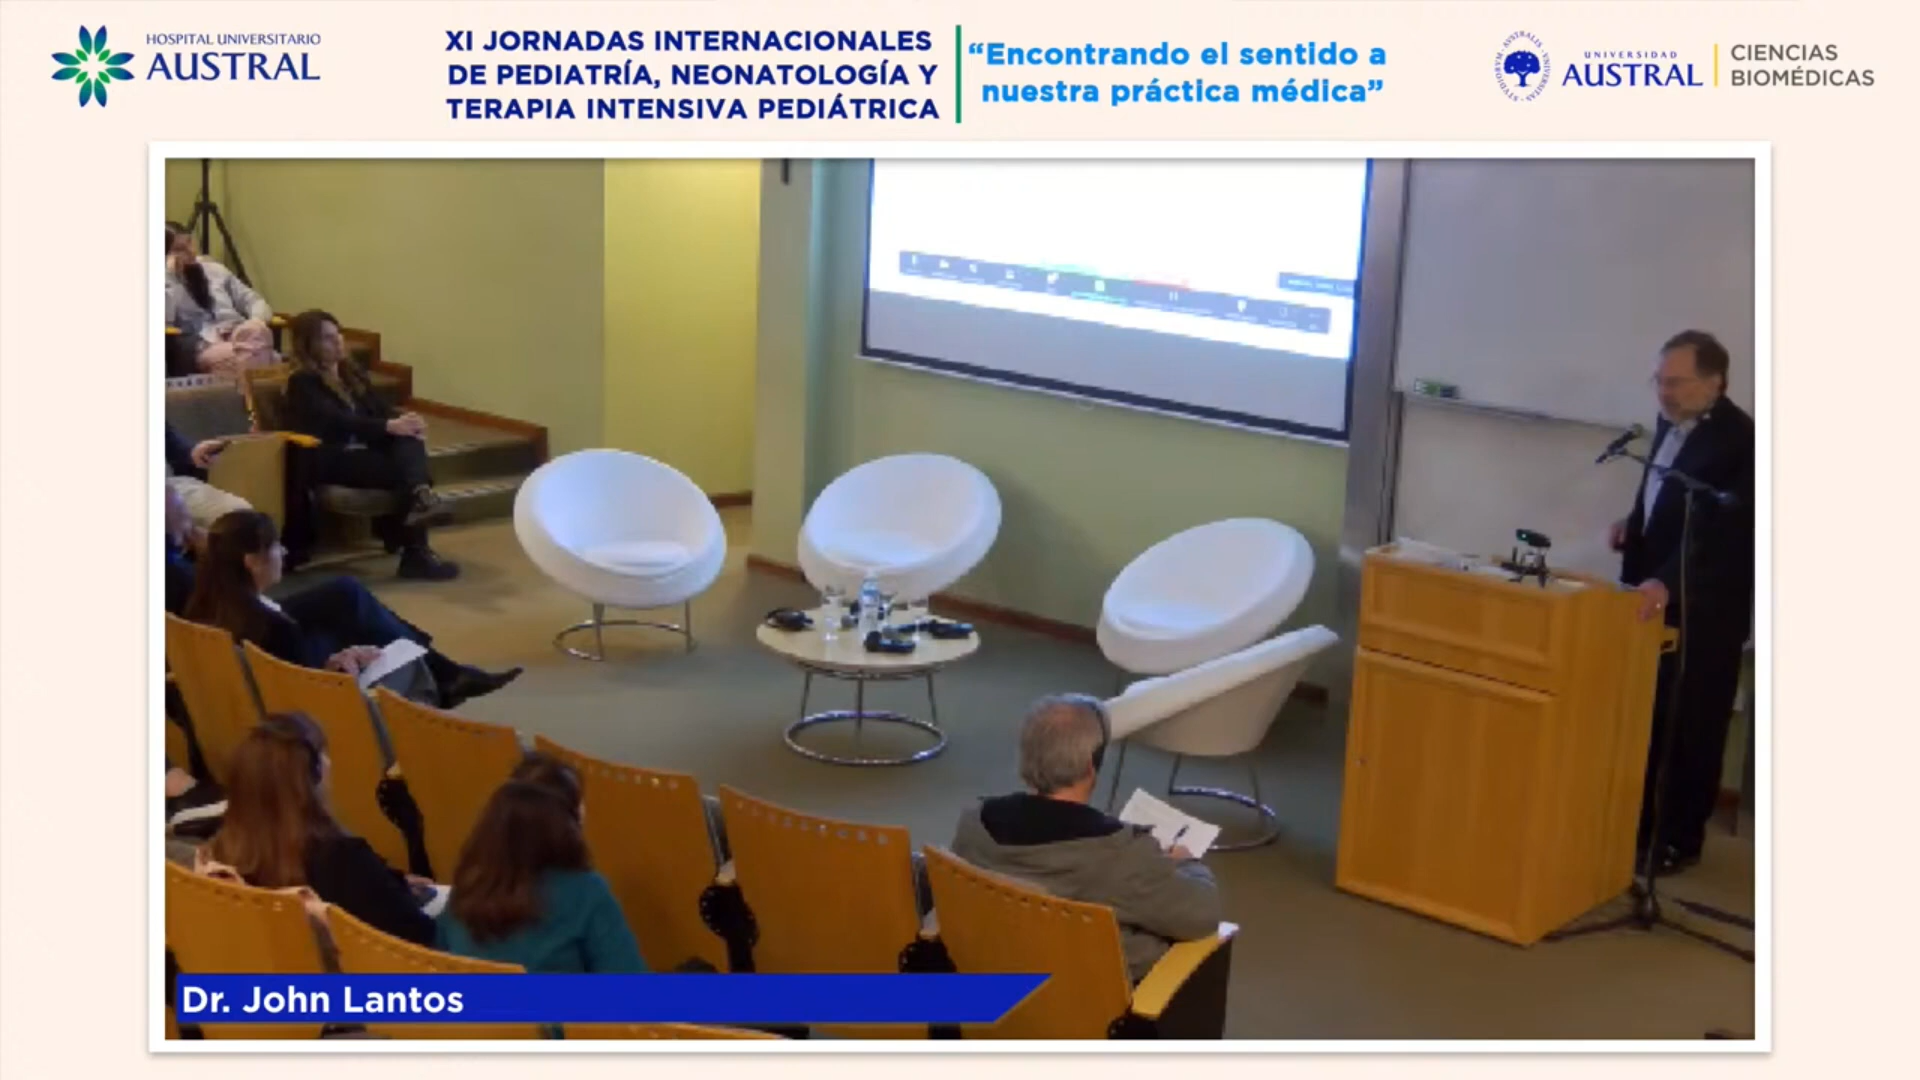 HOSPITAL UNIVERSITARIO
AUSTRAL
XI JORNADAS INTERNACIONALES
DE PEDIATRÍA, NEONATOLOGÍA Y
TERAPIA INTENSIVA PEDIÁTRICA
“Encontrando el sentido a
nuestra práctica médica”
UNIVERSIDAD
AUSTRAL
CIENCIAS
BIOMÉDICAS
Dr. John Lantos